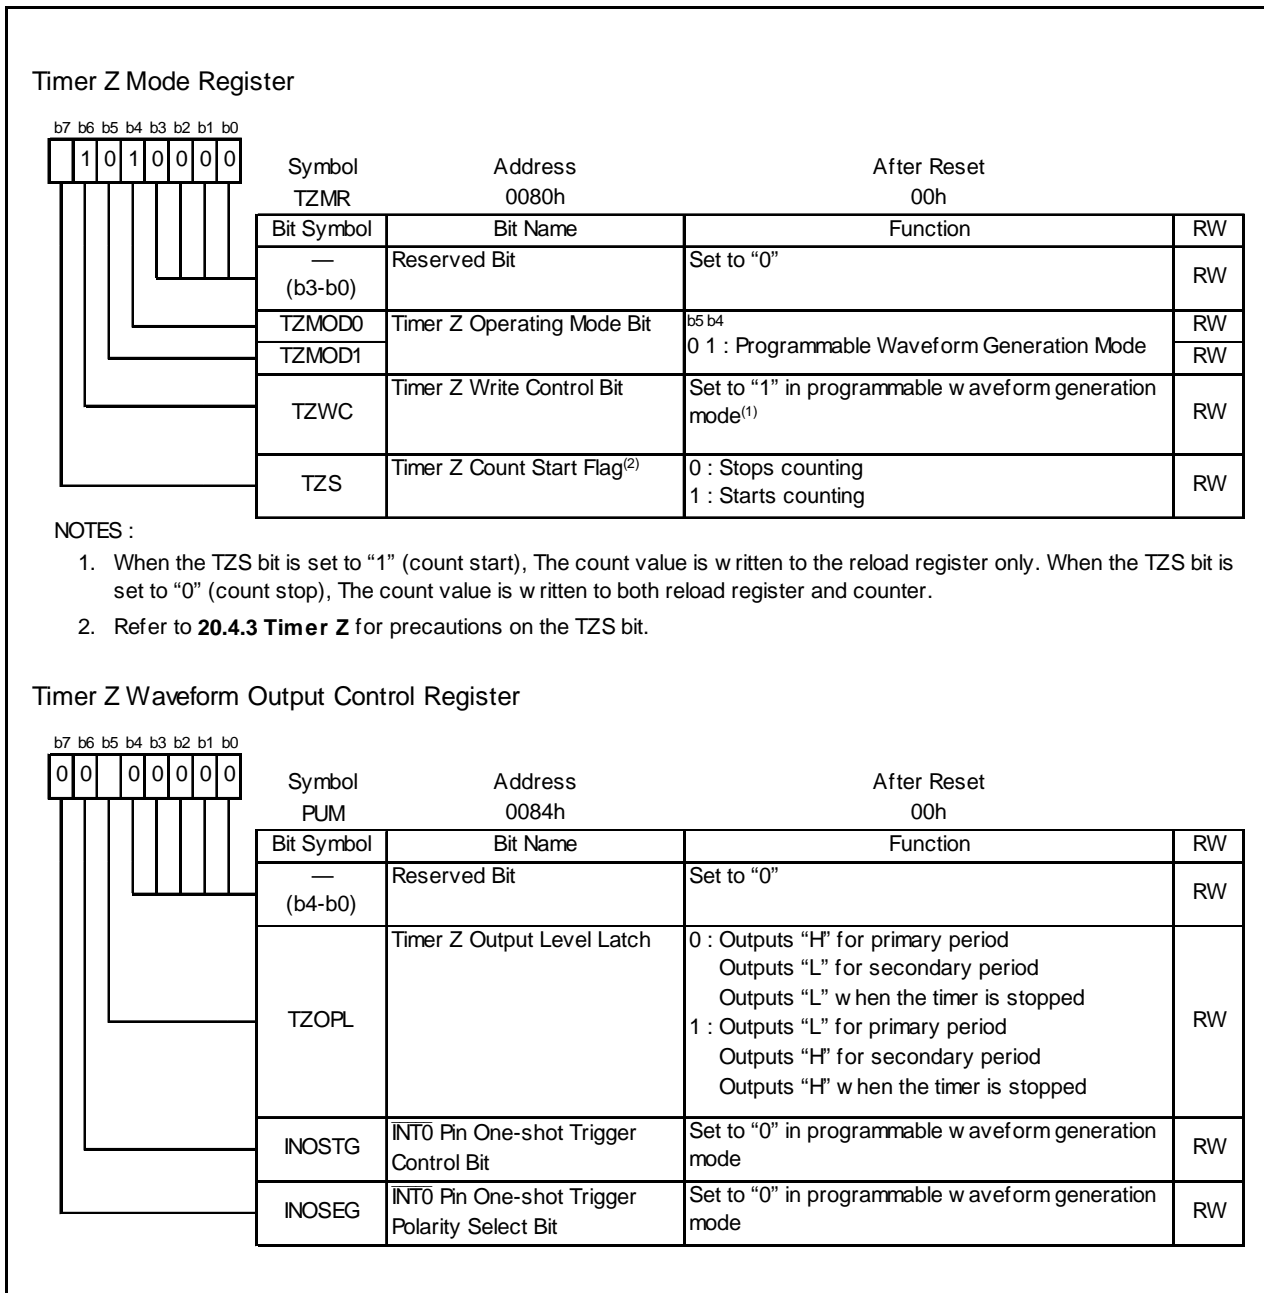 Timer Z Mode Register
b7 b6 b5 b4 b3 b2 b1 b0
1 0 1 0 0 0 0
Symbol Address After Reset
TZMR 0080h 00h
Bit Symbol Bit Name Function RW
— Reserved Bit Set to “0” RW
(b3-b0)
TZMOD0 Timer Z Operating Mode Bit b5 b4 RW
TZMOD1 0 1 : Programmable Waveform Generation Mode RW
TZWC Timer Z Write Control Bit Set to “1” in programmable waveform generation RW
mode(1)
TZS Timer Z Count Start Flag(2) 0 : Stops counting RW
1 : Starts counting
NOTES :
1. When the TZS bit is set to “1” (count start), The count value is written to the reload register only. When the TZS bit is
set to “0” (count stop), The count value is written to both reload register and counter.
2. Refer to 20.4.3 Timer Z for precautions on the TZS bit.
Timer Z Waveform Output Control Register
b7 b6 b5 b4 b3 b2 b1 b0
0 0 0 0 0 0 0
Symbol Address After Reset
PUM 0084h 00h
Bit Symbol Bit Name Function RW
— Reserved Bit Set to “0” RW
(b4-b0)
TZOPL Timer Z Output Level Latch 0 : Outputs “H” for primary period RW
Outputs “L” for secondary period
Outputs “L” when the timer is stopped
1 : Outputs “L” for primary period
Outputs “H” for secondary period
Outputs “H” when the timer is stopped
INOSTG INT0 Pin One-shot Trigger Set to “0” in programmable waveform generation RW
Control Bit mode
INOSEG INT0 Pin One-shot Trigger Set to “0” in programmable waveform generation RW
Polarity Select Bit mode